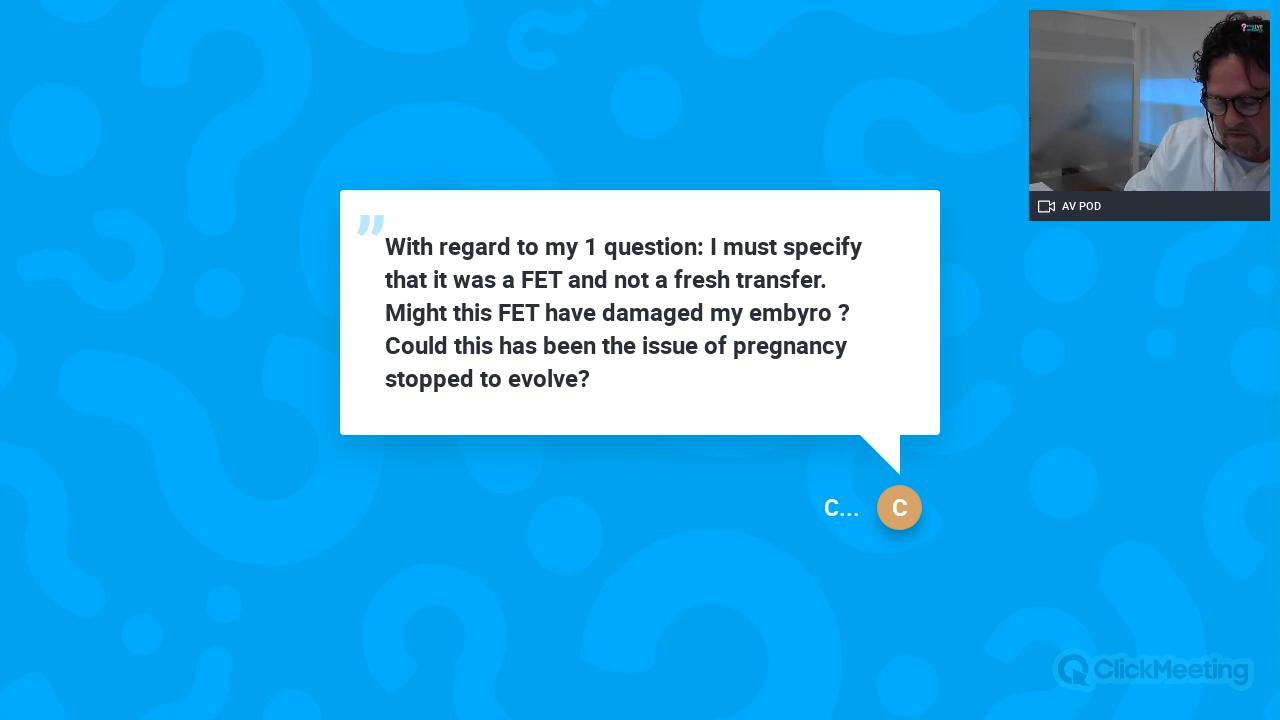 AV POD
”
With regard to my 1 question: I must specify
that it was a FET and not a fresh transfer.
Might this FET have damaged my embyro ?
Could this has been the issue of pregnancy
stopped to evolve?
C...
C
ClickMeeting